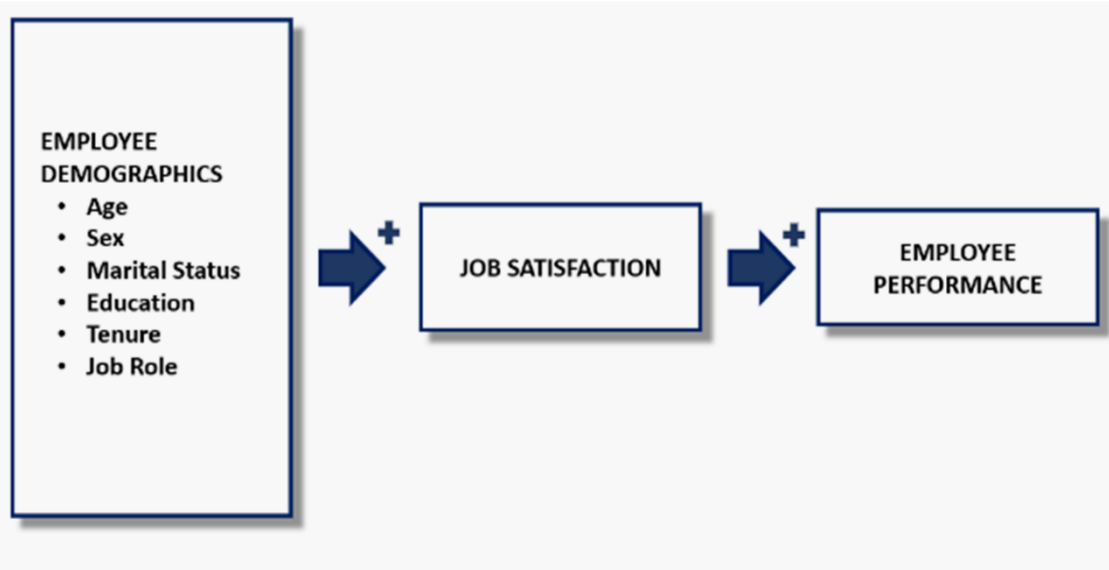 EMPLOYEE
DEMOGRAPHICS
• Age
• Sex
• Marital Status
• Education
• Tenure
• Job Role
+
JOB SATISFACTION
+
EMPLOYEE
PERFORMANCE